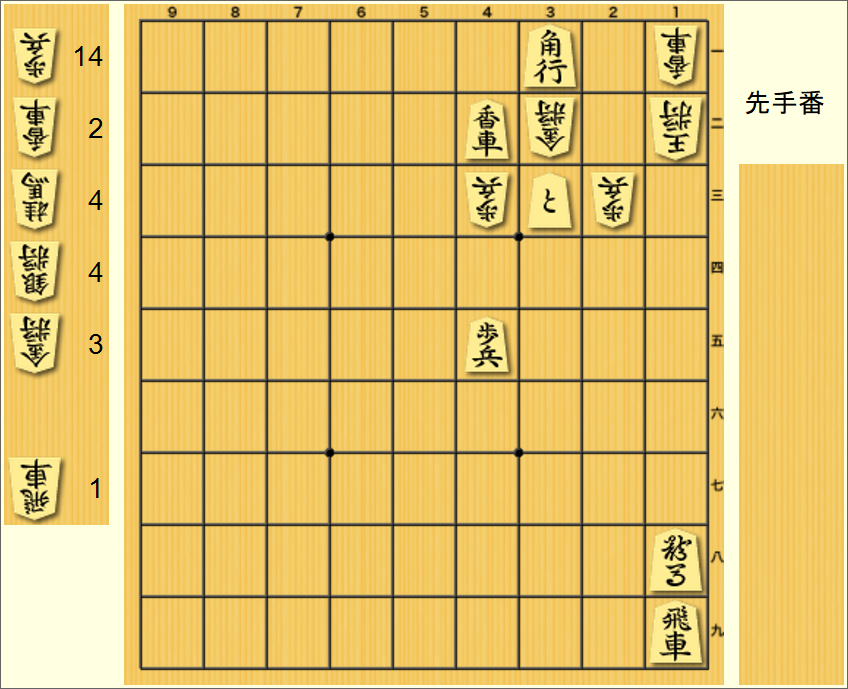 歩兵 14
香車 2
桂馬 4
銀将 4
金将 3
飛車 1
9 8 7 6 5 4 3 2 1
角行 香車 一
香車 金将 王将 二
歩兵 と 歩兵 三
四
歩兵 五
六
七
龍馬 八
飛車 九
先手番